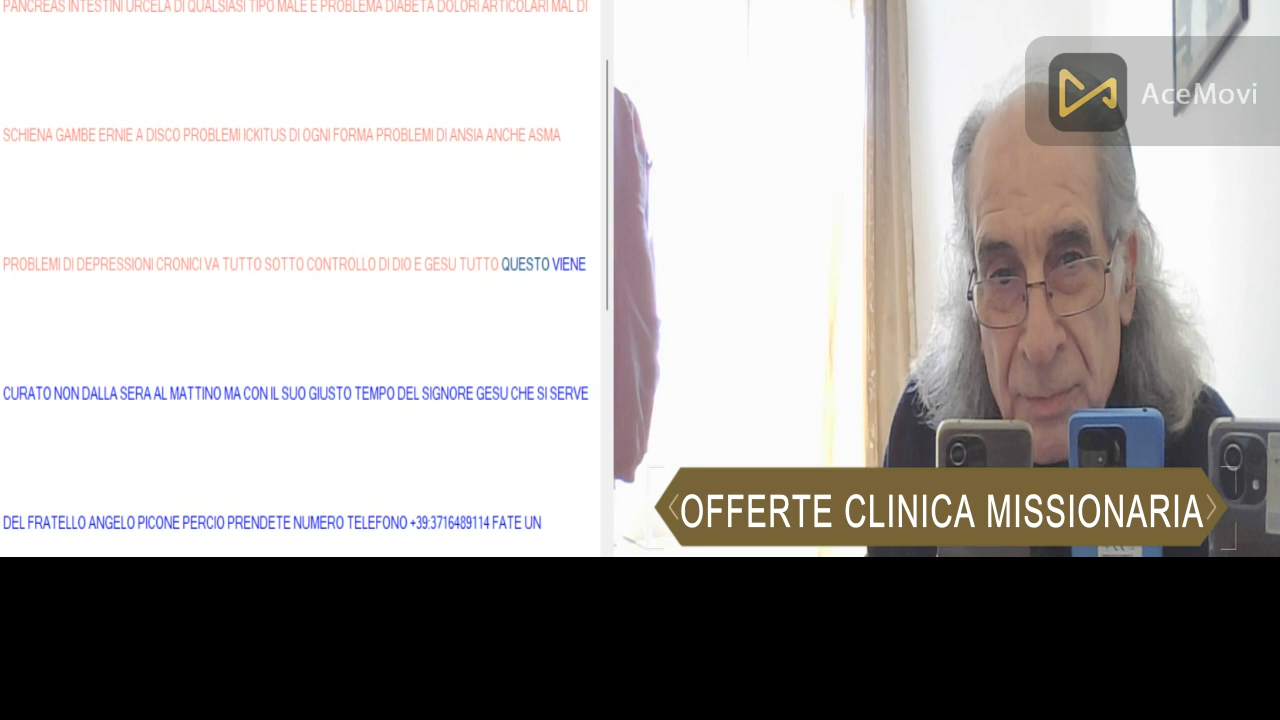 PANCREAS INTESTINI URCELA DI QUALSIASI TIPO MALE E PROBLEMA DIABETA DOLORI ARTICOLARI MAL DI
SCHIENA GAMBE ERNIE A DISCO PROBLEMI ICKITUS DI OGNI FORMA PROBLEMI DI ANSIA ANCHE ASMA
PROBLEMI DI DEPRESSIONI CRONICI VA TUTTO SOTTO CONTROLLO DI DIO E GESU TUTTO QUESTO VIENE
CURATO NON DALLA SERA AL MATTINO MA CON IL SUO GIUSTO TEMPO DEL SIGNORE GESU CHE SI SERVE
DEL FRATELLO ANGELO PICONE PERCIO PRENDETE NUMERO TELEFONO +39:3716489114 FATE UN
AceMovi
OFFERTE CLINICA MISSIONARIA